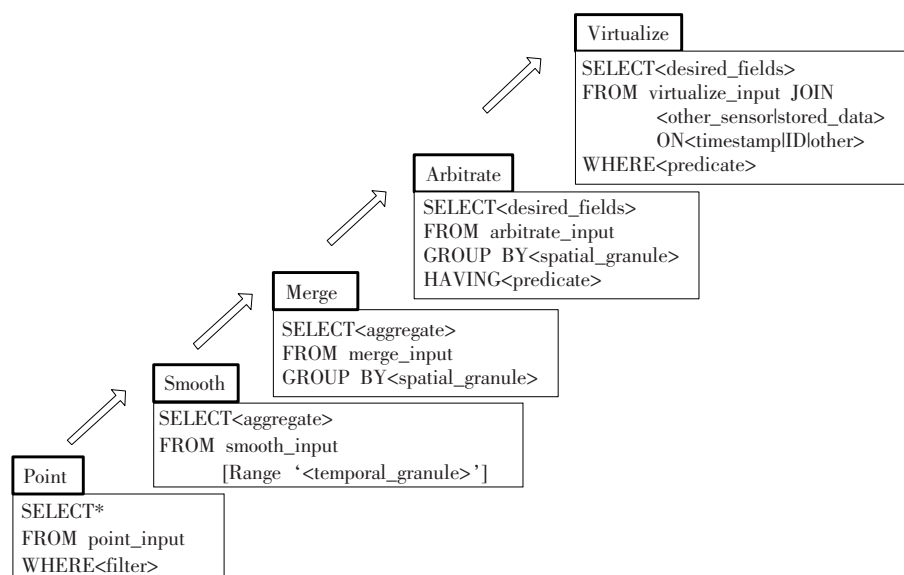 Virtualize
SELECT<desired_fields>
FROM virtualize_input JOIN
<other_sensor|stored_data>
ON<timestamp|ID|other>
WHERE<predicate>
Arbitrate
SELECT<desired_fields>
FROM arbitrate_input
GROUP BY<spatial_granule>
HAVING<predicate>
Merge
SELECT<aggregate>
FROM merge_input
GROUP BY<spatial_granule>
Smooth
SELECT<aggregate>
FROM smooth_input
[Range ‘<temporal_granule>’]
Point
SELECT*
FROM point_input
WHERE<filter>